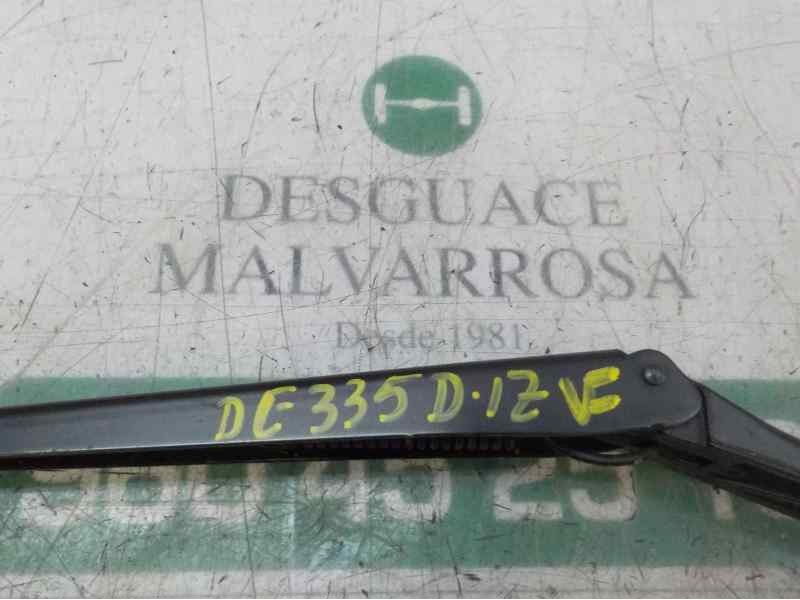 DESGUACE
MALVARROSA
Desde 1981
DE 335 D·IZ VE